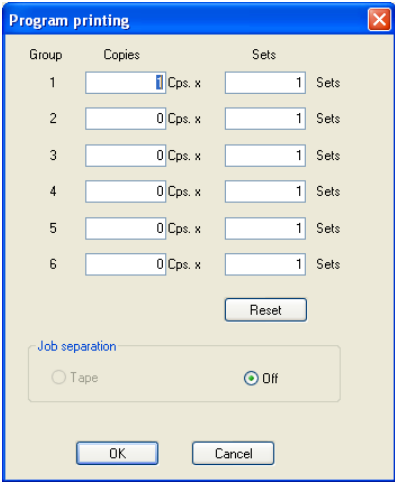 Program printing
Group Copies Sets
1 1 Cps. x 1 Sets
2 0 Cps. x 1 Sets
3 0 Cps. x 1 Sets
4 0 Cps. x 1 Sets
5 0 Cps. x 1 Sets
6 0 Cps. x 1 Sets
Reset
Job separation
Tape Off
OK Cancel